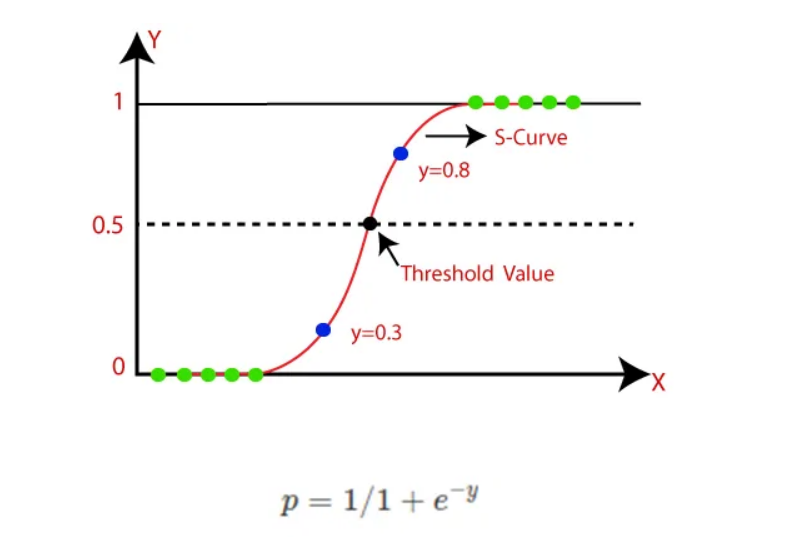 Y
1
S-Curve
y=0.8
0.5
Threshold Value
y=0.3
0
X
p = 1/1 + e^{-y}